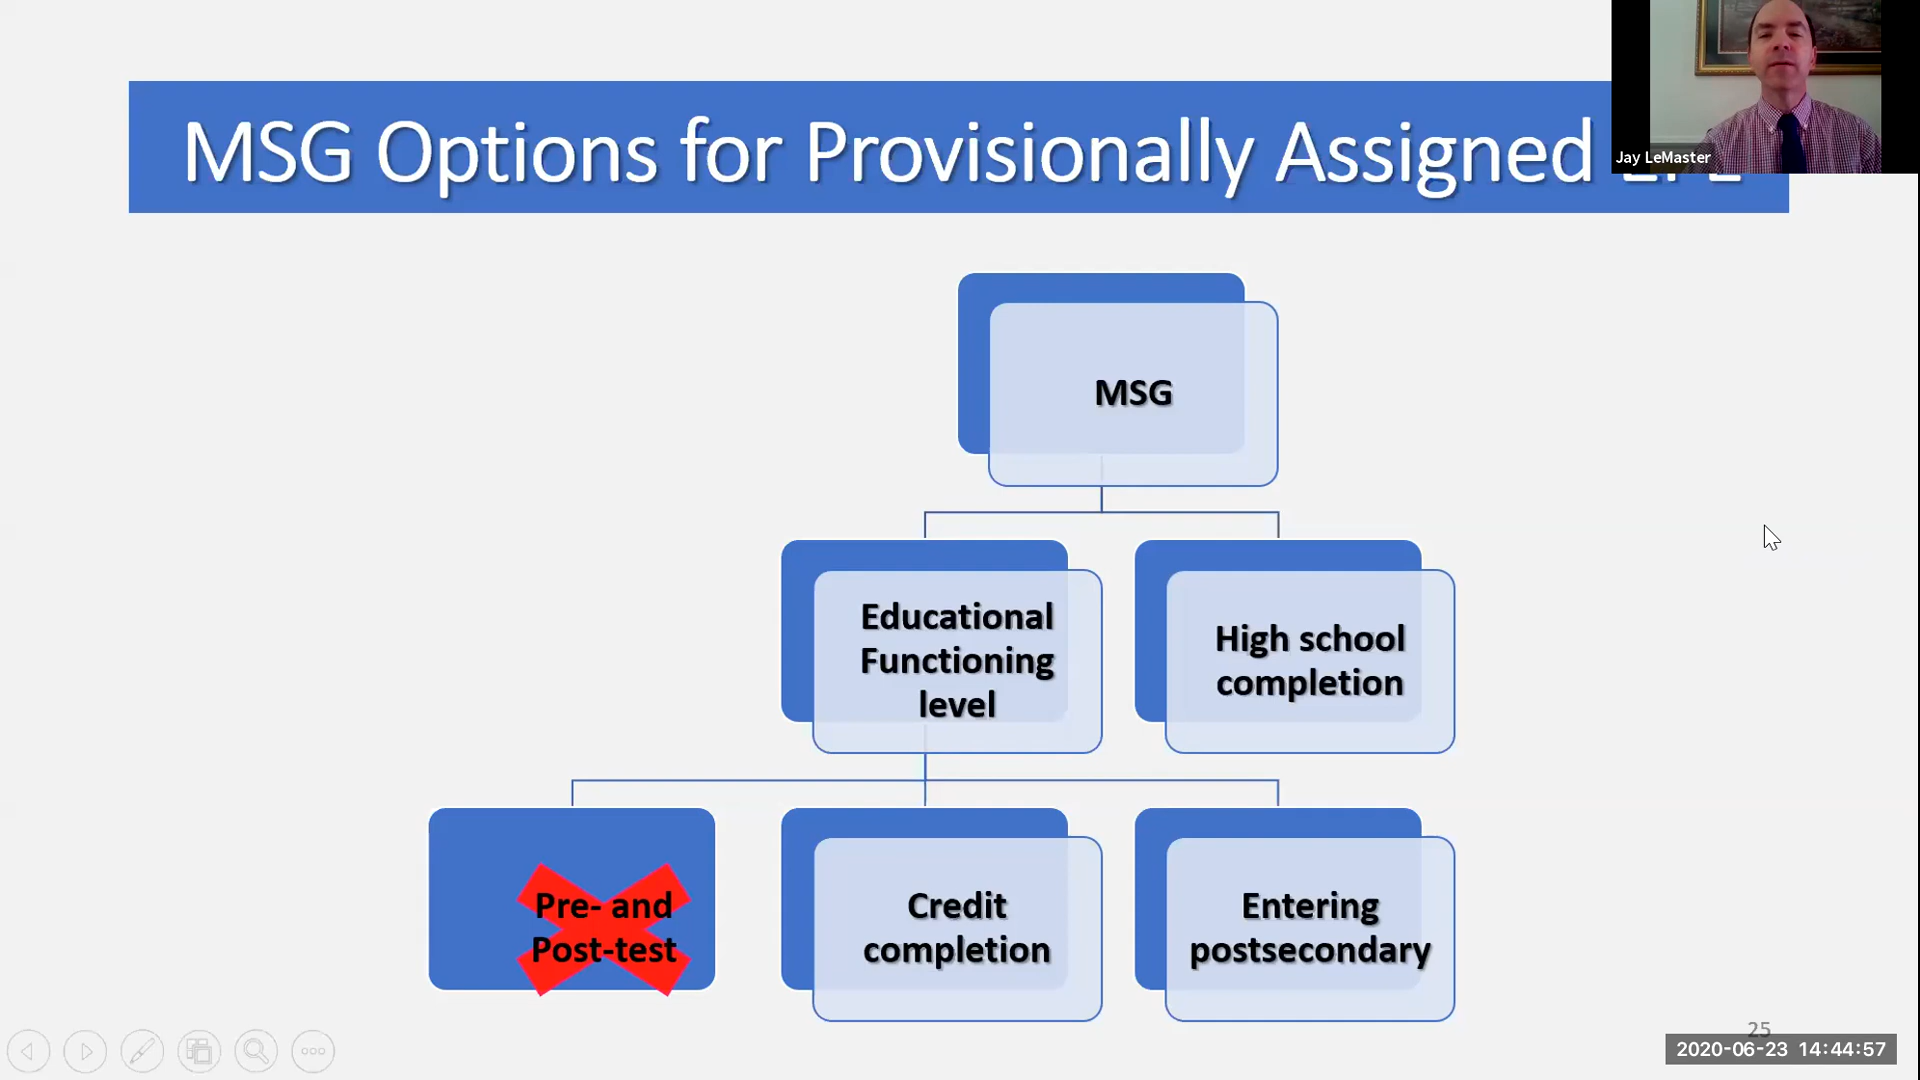 MSG Options for Provisionally Assigned
Jay LeMaster
MSG
Educational
Functioning
level
High school
completion
Pre- and
Post-test
Credit
completion
Entering
postsecondary
25
2020-06-23 14:44:57